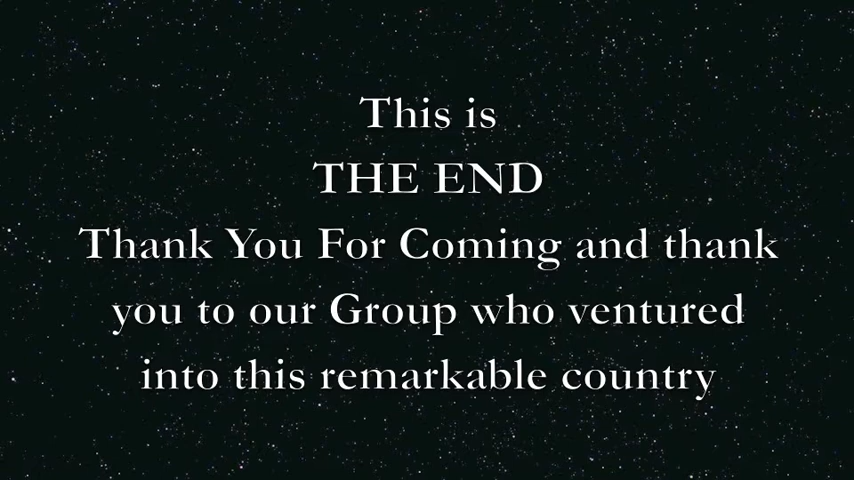 This is
THE END
Thank You For Coming and thank
you to our Group who ventured
into this remarkable country